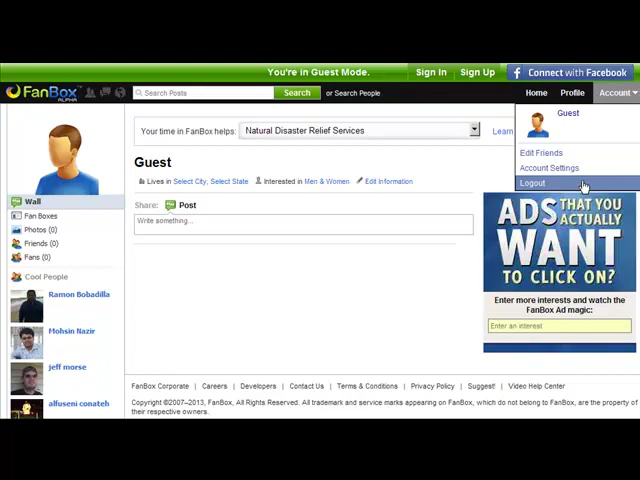 You're in Guest Mode. Sign In Sign Up Connect with Facebook
FanBox ALPHA Search Posts Search or Search People Home Profile Account
Guest
Edit Friends
Account Settings
Logout
Your time in FanBox helps: Natural Disaster Relief Services Learn
Guest
Lives in Select City, Select State Interested in Men & Women Edit Information
Share: Post
Write something...
Wall
Fan Boxes
Photos (0)
Friends (0)
Fans (0)
Cool People
Ramon Bobadilla
Mohsin Nazir
jeff morse
alfuseni conateh
ADS THAT YOU
ACTUALLY
WANT
TO CLICK ON?
Enter more interests and watch the
FanBox Ad magic:
Enter an interest
FanBox Corporate | Careers | Developers | Contact Us | Terms & Conditions | Privacy Policy | Suggest! | Video Help Center
Copyright ©2007–2013, FanBox, All Rights Reserved. All trademark and service marks appearing on FanBox, which do not belong to FanBox, are the property of
their respective owners.